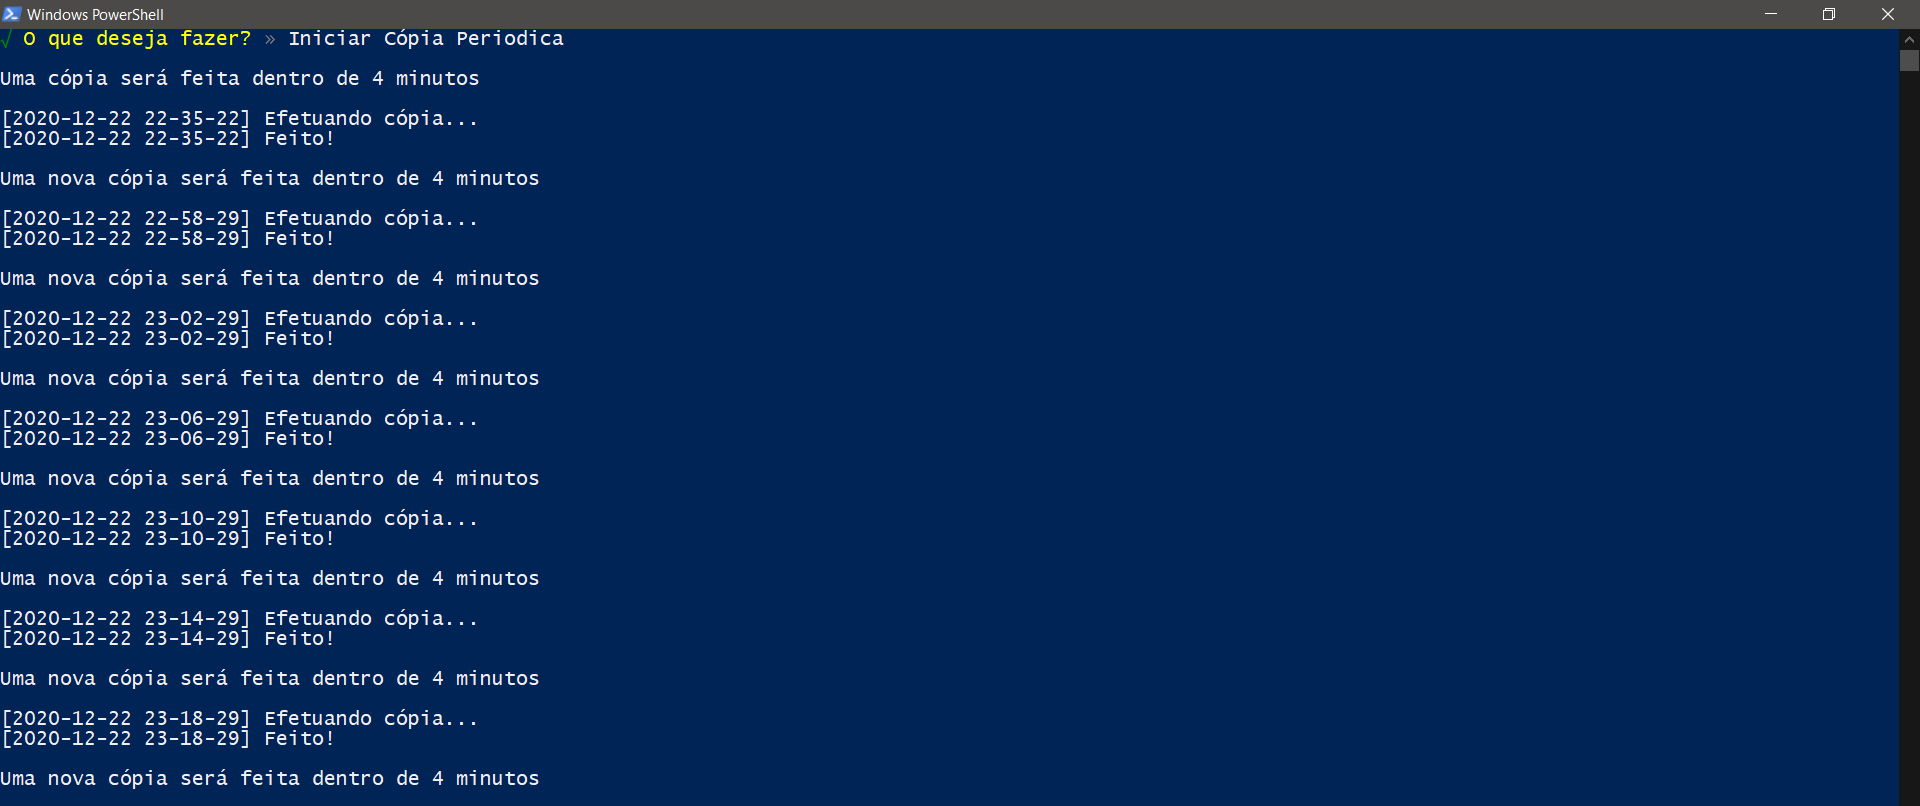 Windows PowerShell
√ O que deseja fazer? » Iniciar Cópia Periodica
Uma cópia será feita dentro de 4 minutos
[2020-12-22 22-35-22] Efetuando cópia...
[2020-12-22 22-35-22] Feito!
Uma nova cópia será feita dentro de 4 minutos
[2020-12-22 22-58-29] Efetuando cópia...
[2020-12-22 22-58-29] Feito!
Uma nova cópia será feita dentro de 4 minutos
[2020-12-22 23-02-29] Efetuando cópia...
[2020-12-22 23-02-29] Feito!
Uma nova cópia será feita dentro de 4 minutos
[2020-12-22 23-06-29] Efetuando cópia...
[2020-12-22 23-06-29] Feito!
Uma nova cópia será feita dentro de 4 minutos
[2020-12-22 23-10-29] Efetuando cópia...
[2020-12-22 23-10-29] Feito!
Uma nova cópia será feita dentro de 4 minutos
[2020-12-22 23-14-29] Efetuando cópia...
[2020-12-22 23-14-29] Feito!
Uma nova cópia será feita dentro de 4 minutos
[2020-12-22 23-18-29] Efetuando cópia...
[2020-12-22 23-18-29] Feito!
Uma nova cópia será feita dentro de 4 minutos